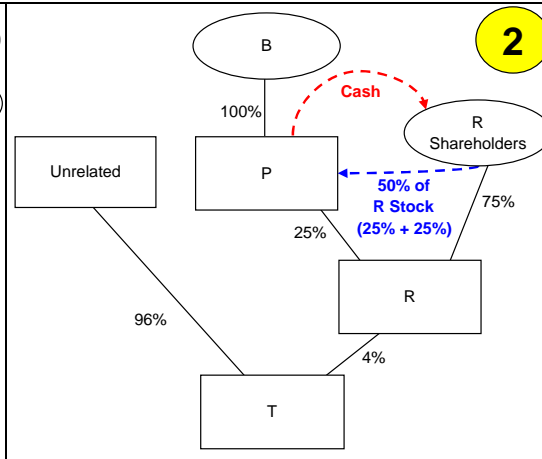 2
B
Cash
100%
R
Shareholders
Unrelated
P
50% of
R Stock
(25% + 25%)
75%
25%
R
96%
4%
T